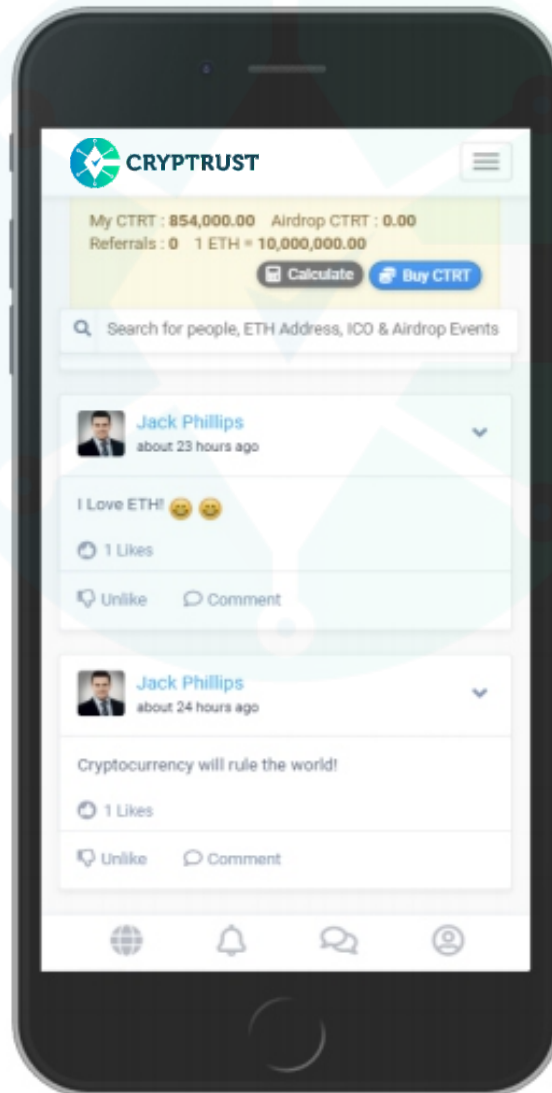 CRYPTRUST
My CTRT : 854,000.00 Airdrop CTRT : 0.00
Referrals : 0 1 ETH = 10,000,000.00
Calculate Buy CTRT
Search for people, ETH Address, ICO & Airdrop Events
Jack Phillips
about 23 hours ago
I Love ETH! 😀 😀
1 Likes
Unlike Comment
Jack Phillips
about 24 hours ago
Cryptocurrency will rule the world!
1 Likes
Unlike Comment